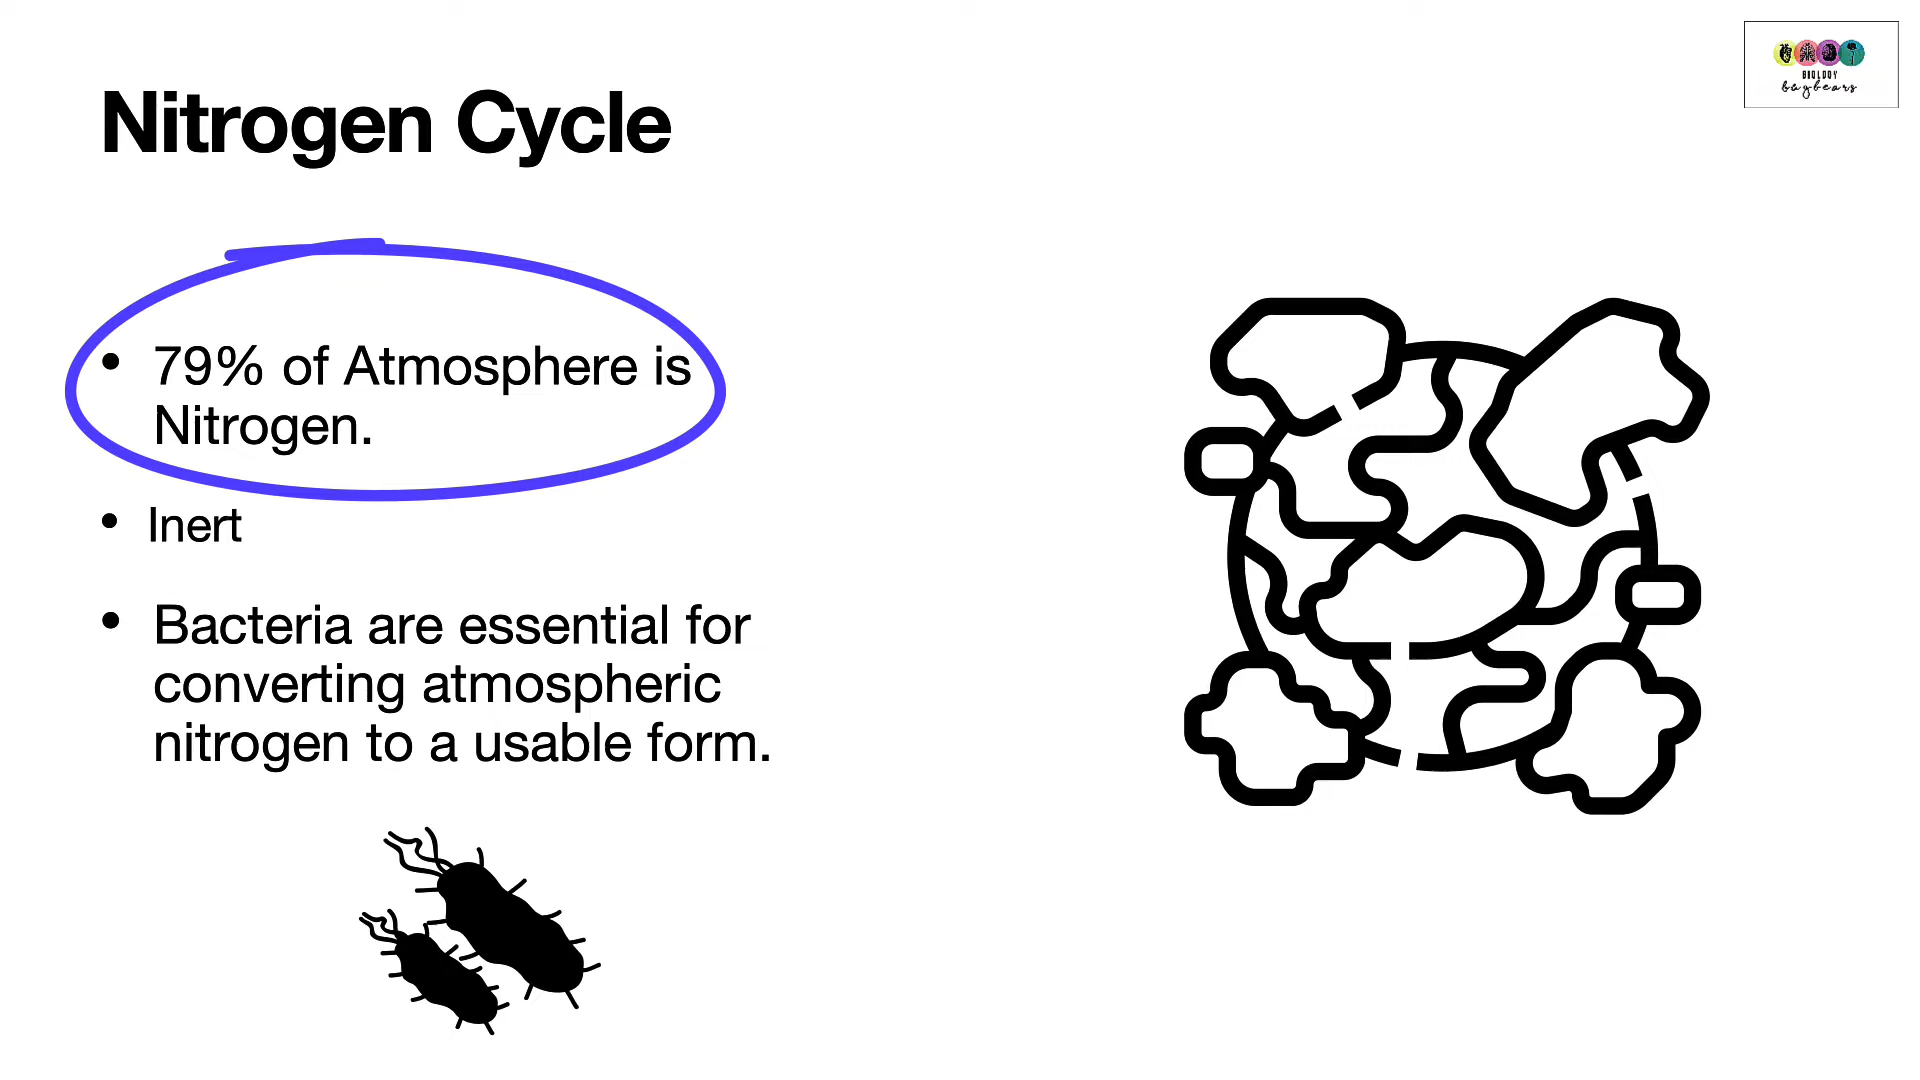 BIOLOGY
bugbears
Nitrogen Cycle
• 79% of Atmosphere is
Nitrogen.
• Inert
• Bacteria are essential for
converting atmospheric
nitrogen to a usable form.